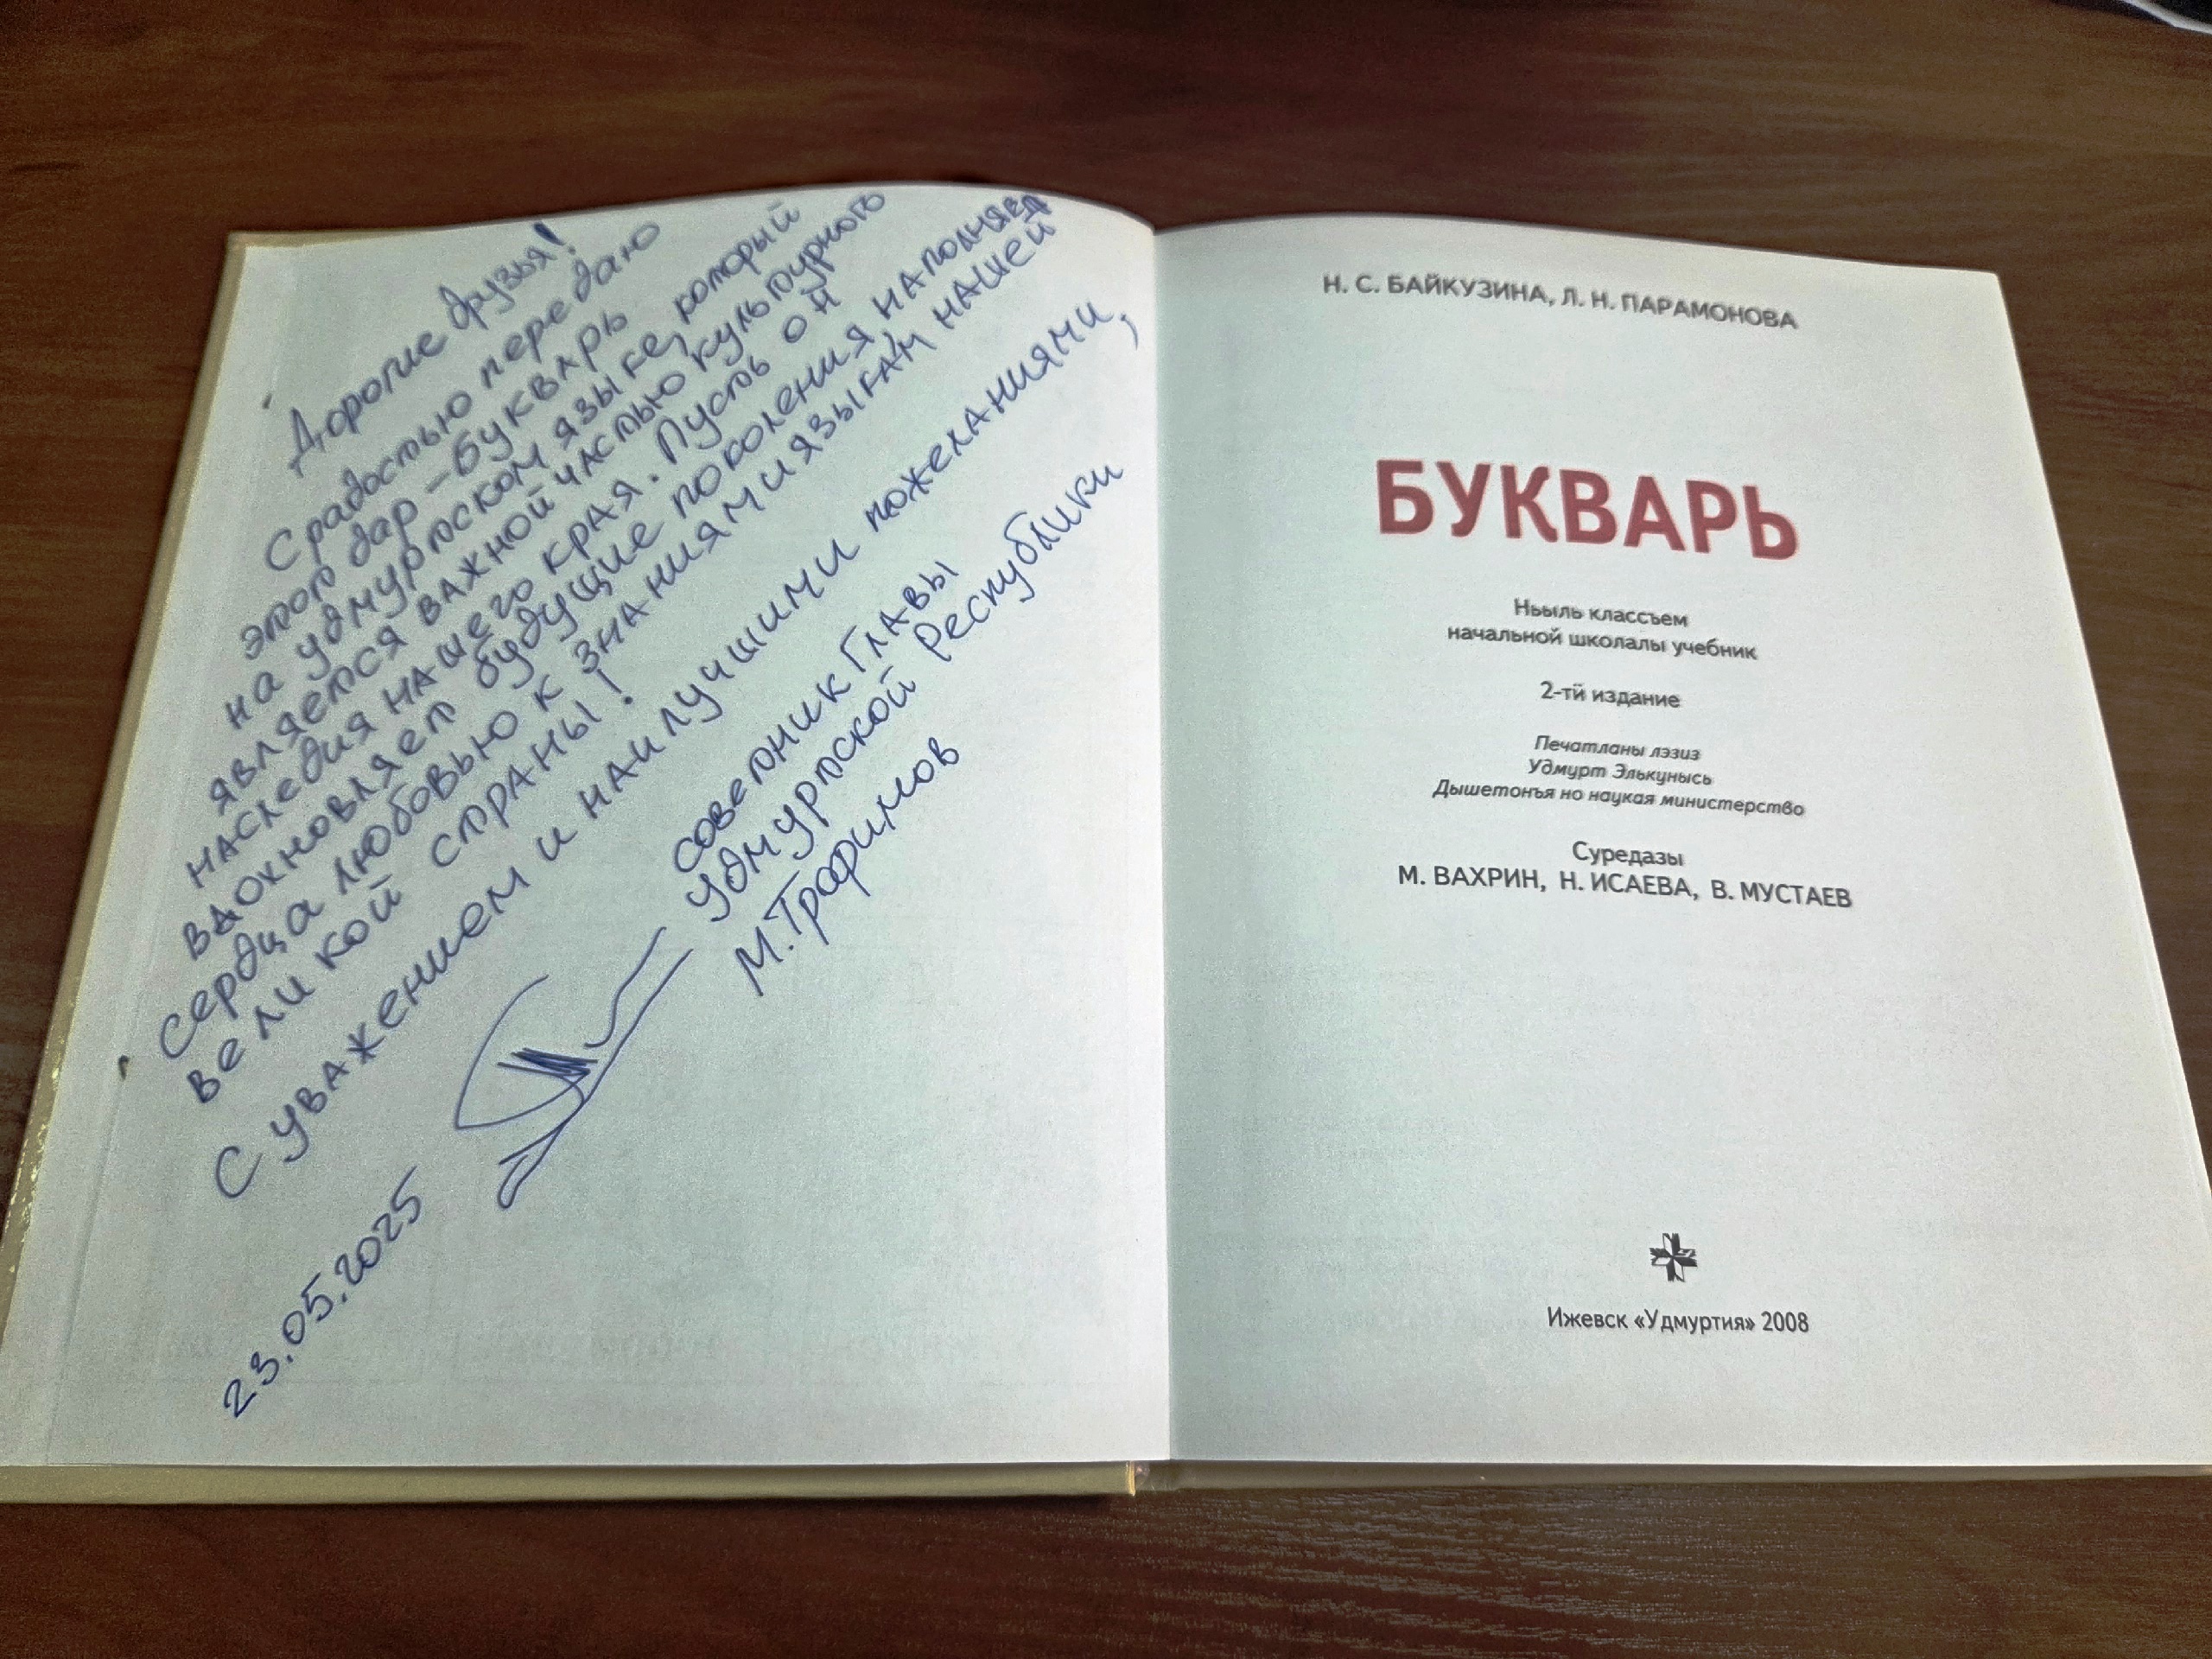 Дорогие друзья!
С радостью передаю
этот дар – Букварь
на удмуртском языке, который
является важной частью культурного
наследия нашего края. Пусть он
вдохновляет будущие поколения, наполняя
сердца любовью к знаниям и языкам нашей
великой страны!
С уважением и наилучшими пожеланиями,
советник Главы
Удмуртской Республики
М. Трофимов
23.05.2025
Н. С. БАЙКУЗИНА, Л. Н. ПАРАМОНОВА
БУКВАРЬ
Ньыль классъем
начальной школалы учебник
2-тӥ издание
Печатланы лэзиз
Удмурт Элькунысь
Дышетонъя но наукая министерство
Суредазы
М. ВАХРИН, Н. ИСАЕВА, В. МУСТАЕВ
Ижевск «Удмуртия» 2008